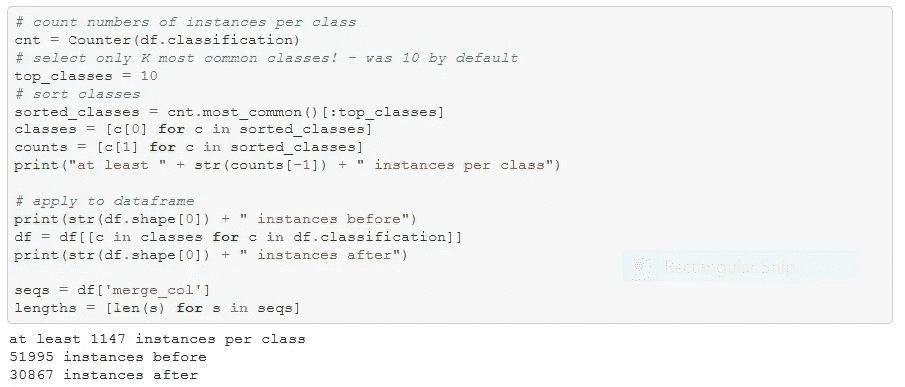 # count numbers of instances per class
cnt = Counter(df.classification)
# select only K most common classes! - was 10 by default
top_classes = 10
# sort classes
sorted_classes = cnt.most_common()[:top_classes]
classes = [c[0] for c in sorted_classes]
counts = [c[1] for c in sorted_classes]
print("at least " + str(counts[-1]) + " instances per class")

# apply to dataframe
print(str(df.shape[0]) + " instances before")
df = df[[c in classes for c in df.classification]]
print(str(df.shape[0]) + " instances after")
Rectangular Snip

seqs = df['merge_col']
lengths = [len(s) for s in seqs]
at least 1147 instances per class
51995 instances before
30867 instances after